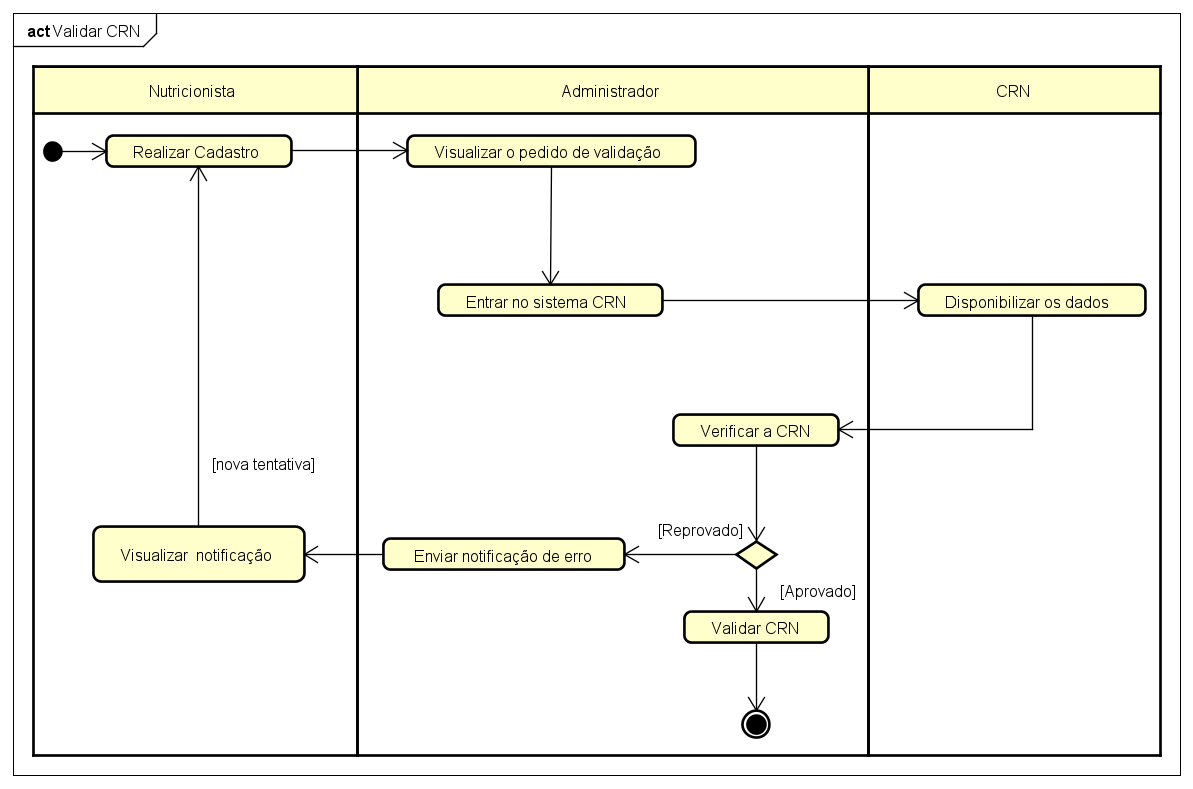 act Validar CRN
Nutricionista
Administrador
CRN
Realizar Cadastro
Visualizar o pedido de validação
Entrar no sistema CRN
Disponibilizar os dados
Verificar a CRN
[nova tentativa]
[Reprovado]
Visualizar  notificação
Enviar notificação de erro
[Aprovado]
Validar CRN